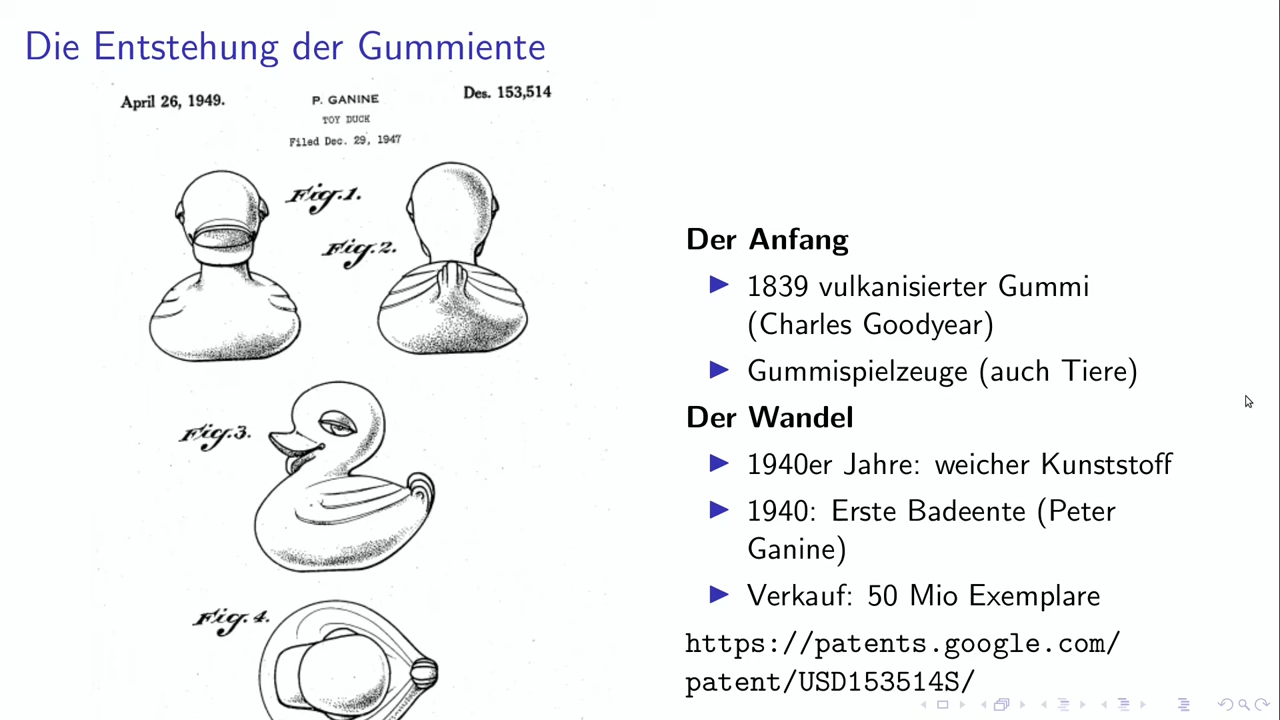 Die Entstehung der Gummiente
April 26, 1949.
P. GANINE
Des. 153,514
TOY DUCK
Filed Dec. 29, 1947
Fig.1.
Fig.2.
Fig.3.
Fig.4.
Der Anfang
1839 vulkanisierter Gummi
(Charles Goodyear)
Gummispielzeuge (auch Tiere)
Der Wandel
1940er Jahre: weicher Kunststoff
1940: Erste Badeente (Peter
Ganine)
Verkauf: 50 Mio Exemplare
https://patents.google.com/
patent/USD153514S/